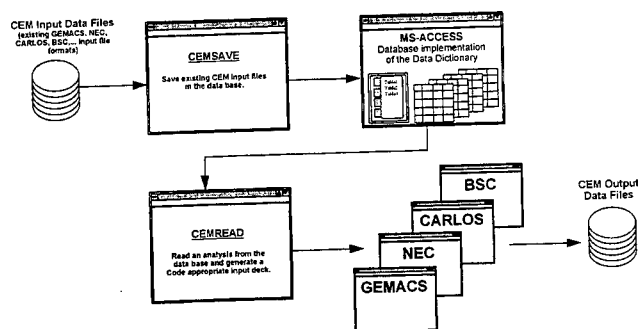 CEM Input Data Files
(existing GEMACS, NEC,
CARLOS, BSC,... input file
formats)
CEMSAVE
Save existing CEM input files
in the data base.
MS-ACCESS
Database implementation
of the Data Dictionary
CEMREAD
Read an analysis from the
data base and generate a
Code appropriate input deck.
BSC
CARLOS
NEC
GEMACS
CEM Output
Data Files